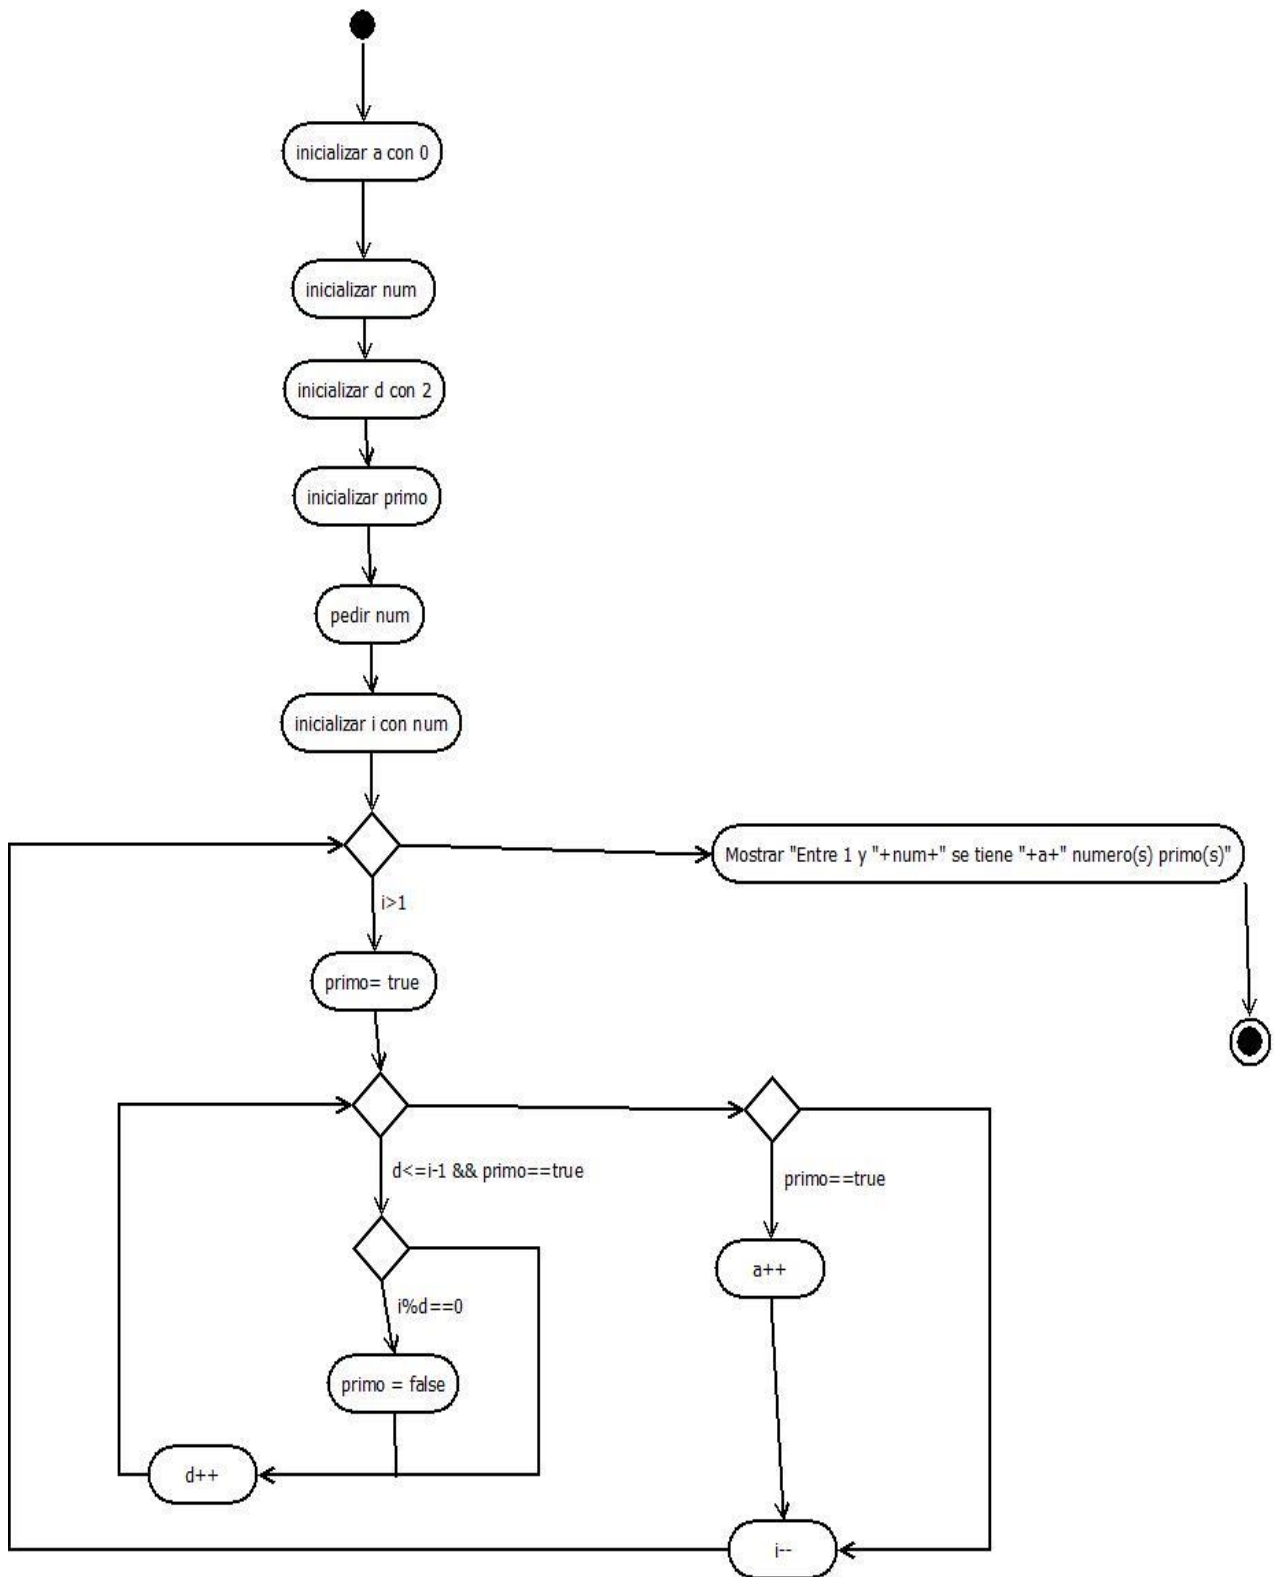 inicializar a con 0
inicializar num
inicializar d con 2
inicializar primo
pedir num
inicializar i con num
Mostrar "Entre 1 y "+num+" se tiene "+a+" numero(s) primo(s)"
i>1
primo= true
d<=i-1 && primo==true
primo==true
a++
i%d==0
primo = false
d++
i--